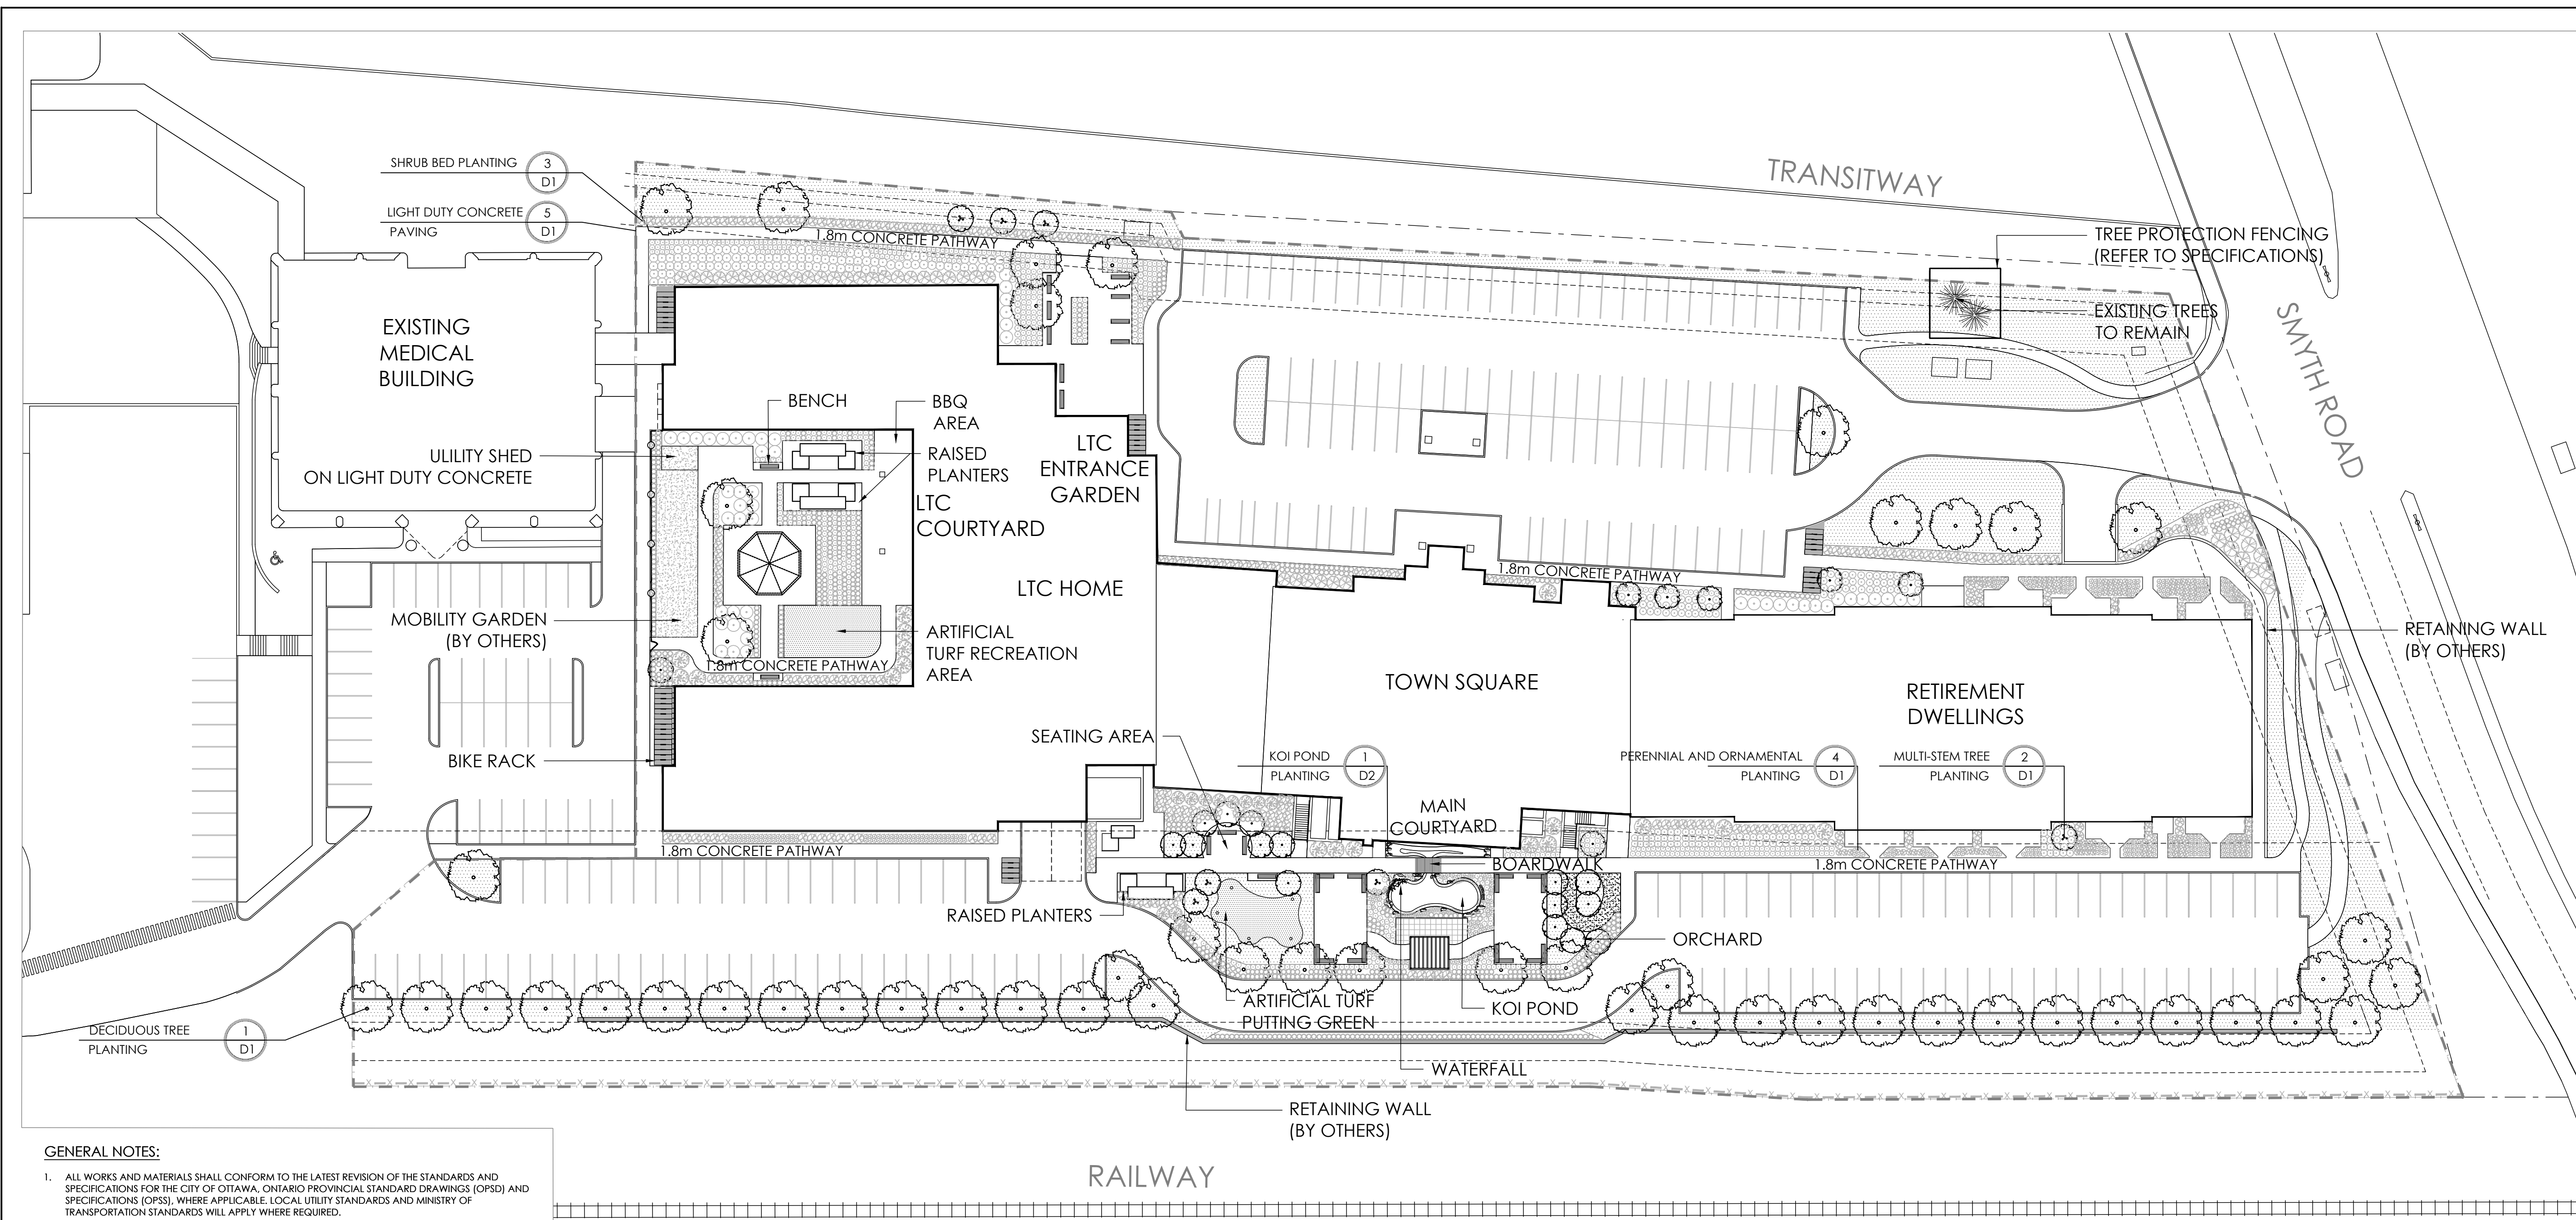 TRANSITWAY
SHRUB BED PLANTING
3
D1
LIGHT DUTY CONCRETE
PAVING
5
D1
1.8m CONCRETE PATHWAY
TREE PROTECTION FENCING
(REFER TO SPECIFICATIONS)
EXISTING TREES
TO REMAIN
SMYTH ROAD
EXISTING
MEDICAL
BUILDING
BENCH
BBQ
AREA
ULILITY SHED
ON LIGHT DUTY CONCRETE
RAISED
PLANTERS
LTC
ENTRANCE
GARDEN
LTC
COURTYARD
LTC HOME
1.8m CONCRETE PATHWAY
MOBILITY GARDEN
(BY OTHERS)
ARTIFICIAL
TURF RECREATION
AREA
1.8m CONCRETE PATHWAY
RETAINING WALL
(BY OTHERS)
TOWN SQUARE
RETIREMENT
DWELLINGS
BIKE RACK
SEATING AREA
KOI POND
PLANTING
1
D2
PERENNIAL AND ORNAMENTAL
PLANTING
4
D1
MULTI-STEM TREE
PLANTING
2
D1
MAIN
COURTYARD
1.8m CONCRETE PATHWAY
BOARDWALK
1.8m CONCRETE PATHWAY
RAISED PLANTERS
ORCHARD
ARTIFICIAL TURF
PUTTING GREEN
KOI POND
DECIDUOUS TREE
PLANTING
1
D1
WATERFALL
RETAINING WALL
(BY OTHERS)
RAILWAY
GENERAL NOTES:
1. ALL WORKS AND MATERIALS SHALL CONFORM TO THE LATEST REVISION OF THE STANDARDS AND
SPECIFICATIONS FOR THE CITY OF OTTAWA, ONTARIO PROVINCIAL STANDARD DRAWINGS (OPSD) AND
SPECIFICATIONS (OPSS), WHERE APPLICABLE. LOCAL UTILITY STANDARDS AND MINISTRY OF
TRANSPORTATION STANDARDS WILL APPLY WHERE REQUIRED.